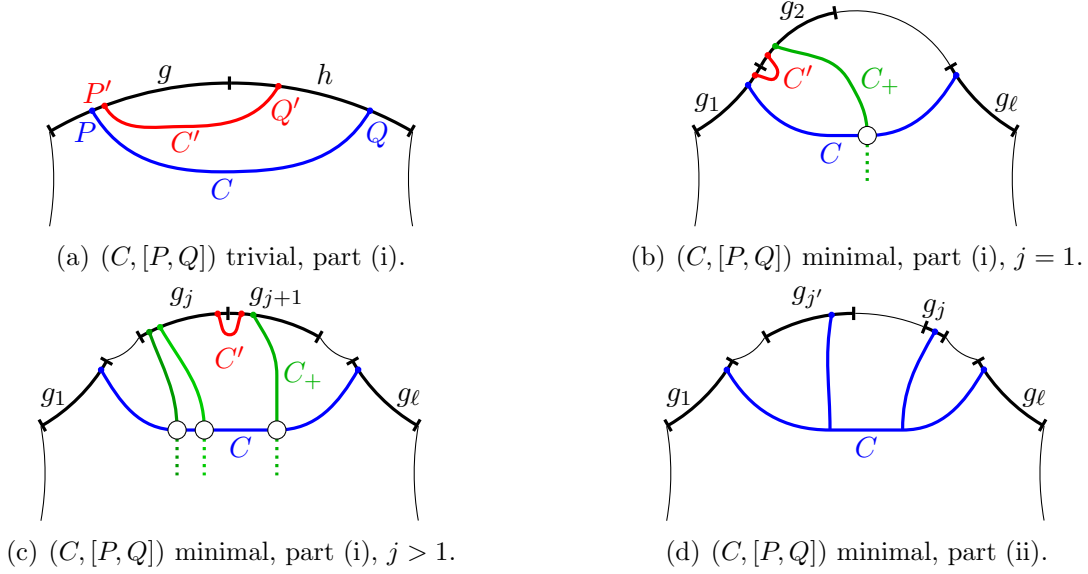 g h
P′ Q′
P C′ Q
C
(a) (C, [P, Q]) trivial, part (i).
g₂
C′ C₊
g₁ gℓ
C
(b) (C, [P, Q]) minimal, part (i), j = 1.
gⱼ gⱼ₊₁
C′ C₊
g₁ gℓ
C
(c) (C, [P, Q]) minimal, part (i), j > 1.
gⱼ′ gⱼ
g₁ gℓ
C
(d) (C, [P, Q]) minimal, part (ii).